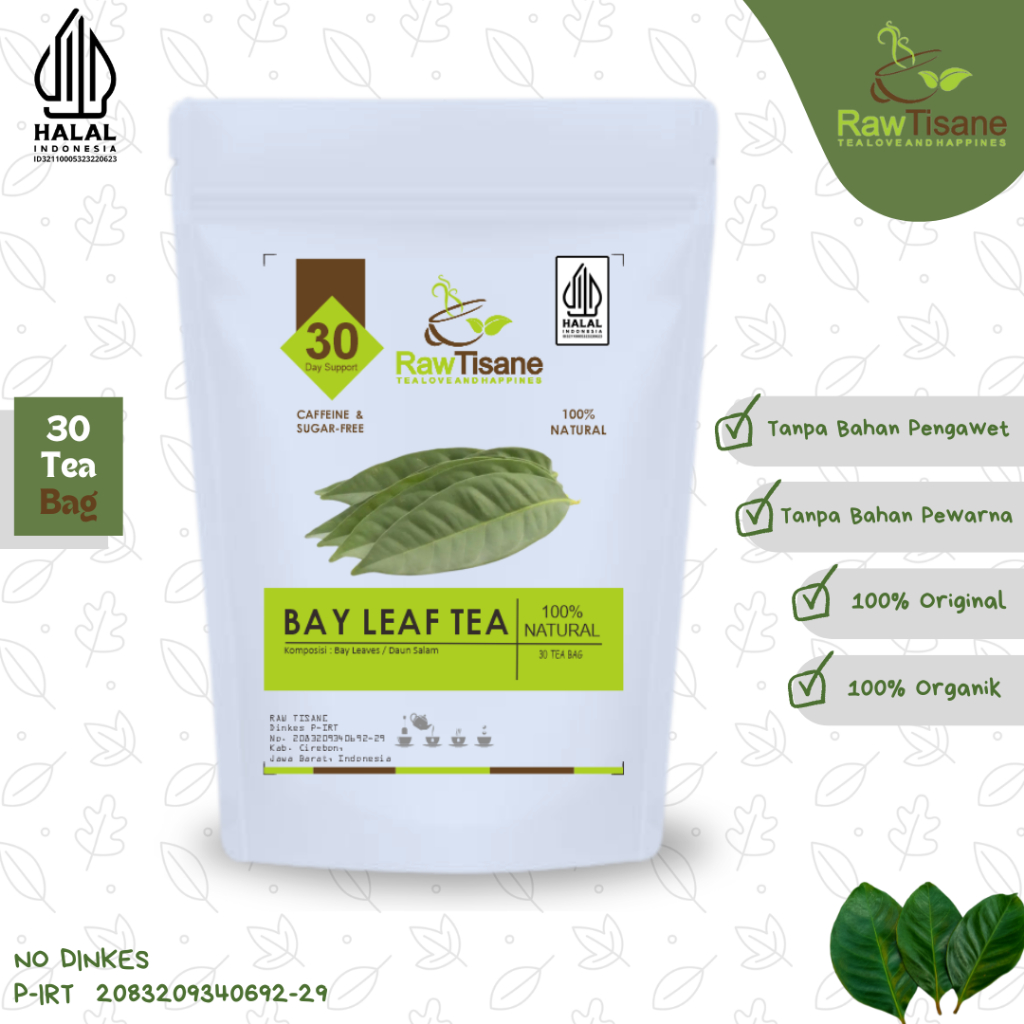 HALAL
INDONESIA
ID32110005323220623
RawTisane
TEALOVEANDHAPPINES
30
Day Support
RawTisane
TEALOVEANDHAPPINES
HALAL
INDONESIA
CAFFEINE &
SUGAR-FREE
100%
NATURAL
30
Tea
Bag
Tanpa Bahan Pengawet
Tanpa Bahan Pewarna
100% Original
100% Organik
BAY LEAF TEA
Komposisi : Bay Leaves / Daun Salam
100%
NATURAL
30 TEA BAG
RAW TISANE
Dinkes P-IRT
No. 2083209340692-29
Kab. Cirebon,
Jawa Barat, Indonesia
NO DINKES
P-IRT 2083209340692-29